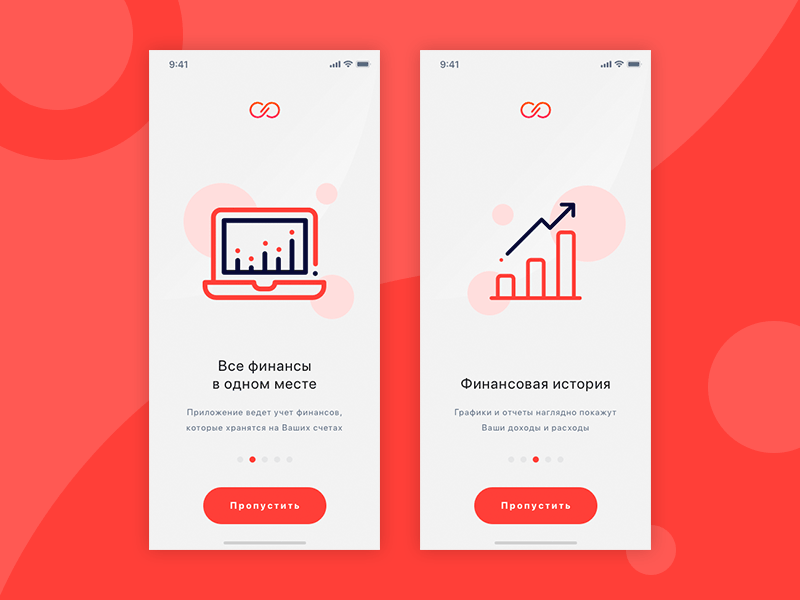 9:41
Все финансы
в одном месте
Приложение ведет учет финансов,
которые хранятся на Ваших счетах
Пропустить
9:41
Финансовая история
Графики и отчеты наглядно покажут
Ваши доходы и расходы
Пропустить